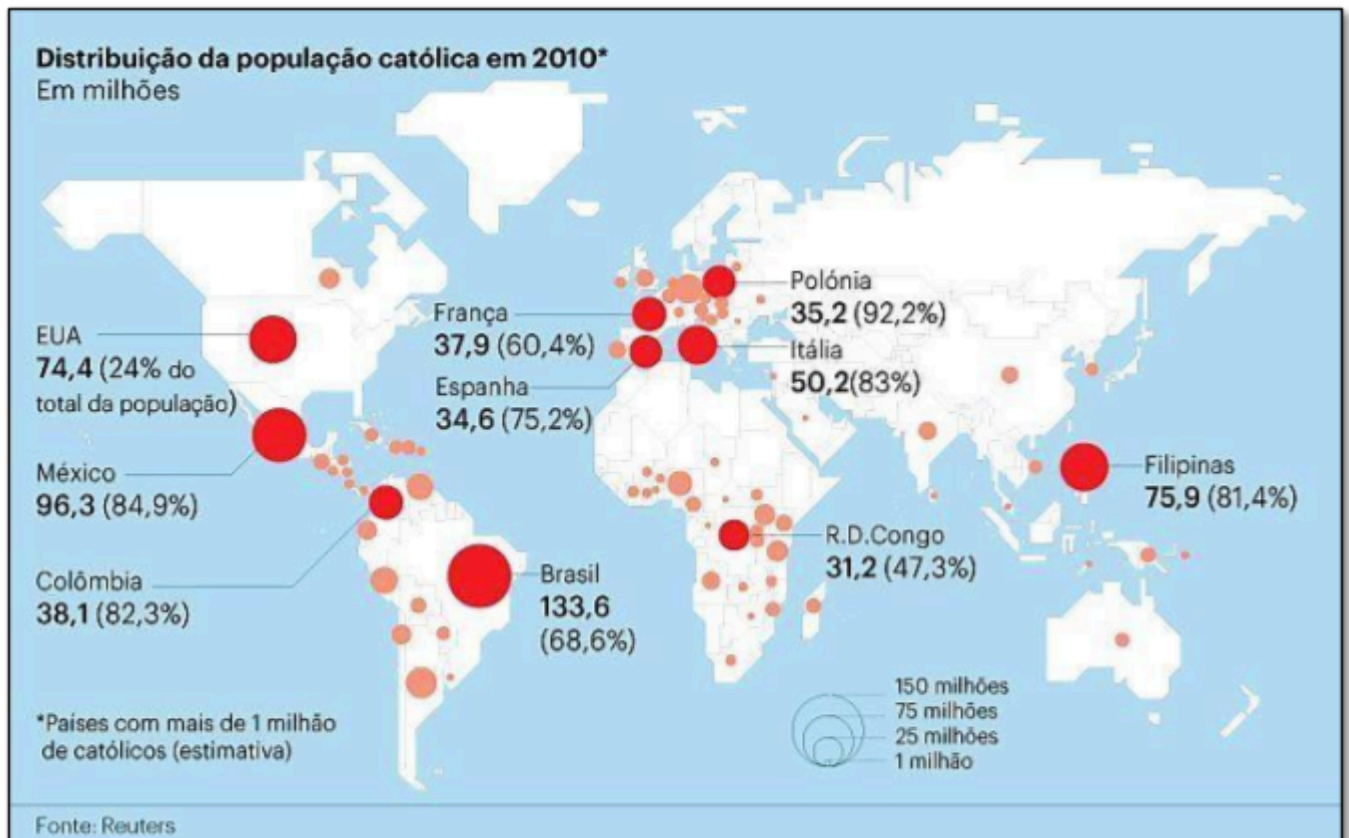 Distribuição da população católica em 2010*
Em milhões
EUA
74,4 (24% do
total da população)
México
96,3 (84,9%)
Colômbia
38,1 (82,3%)
Brasil
133,6
(68,6%)
França
37,9 (60,4%)
Espanha
34,6 (75,2%)
Polónia
35,2 (92,2%)
Itália
50,2(83%)
R.D.Congo
31,2 (47,3%)
Filipinas
75,9 (81,4%)
150 milhões
75 milhões
25 milhões
1 milhão
*Países com mais de 1 milhão
de católicos (estimativa)
Fonte: Reuters